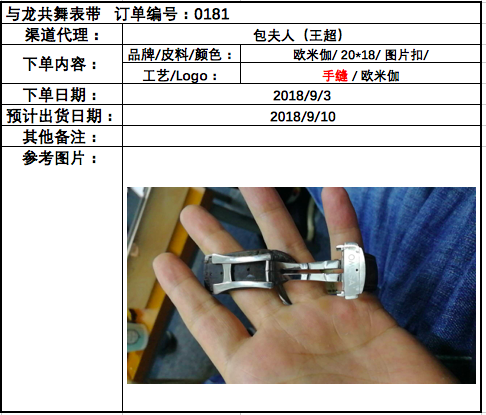 与龙共舞表带 订单编号：0181
渠道代理： 包夫人（王超）
下单内容： 品牌/皮料/颜色： 欧米伽/ 20*18/ 图片扣/
工艺/Logo： 手缝 / 欧米伽
下单日期： 2018/9/3
预计出货日期： 2018/9/10
其他备注：
参考图片：